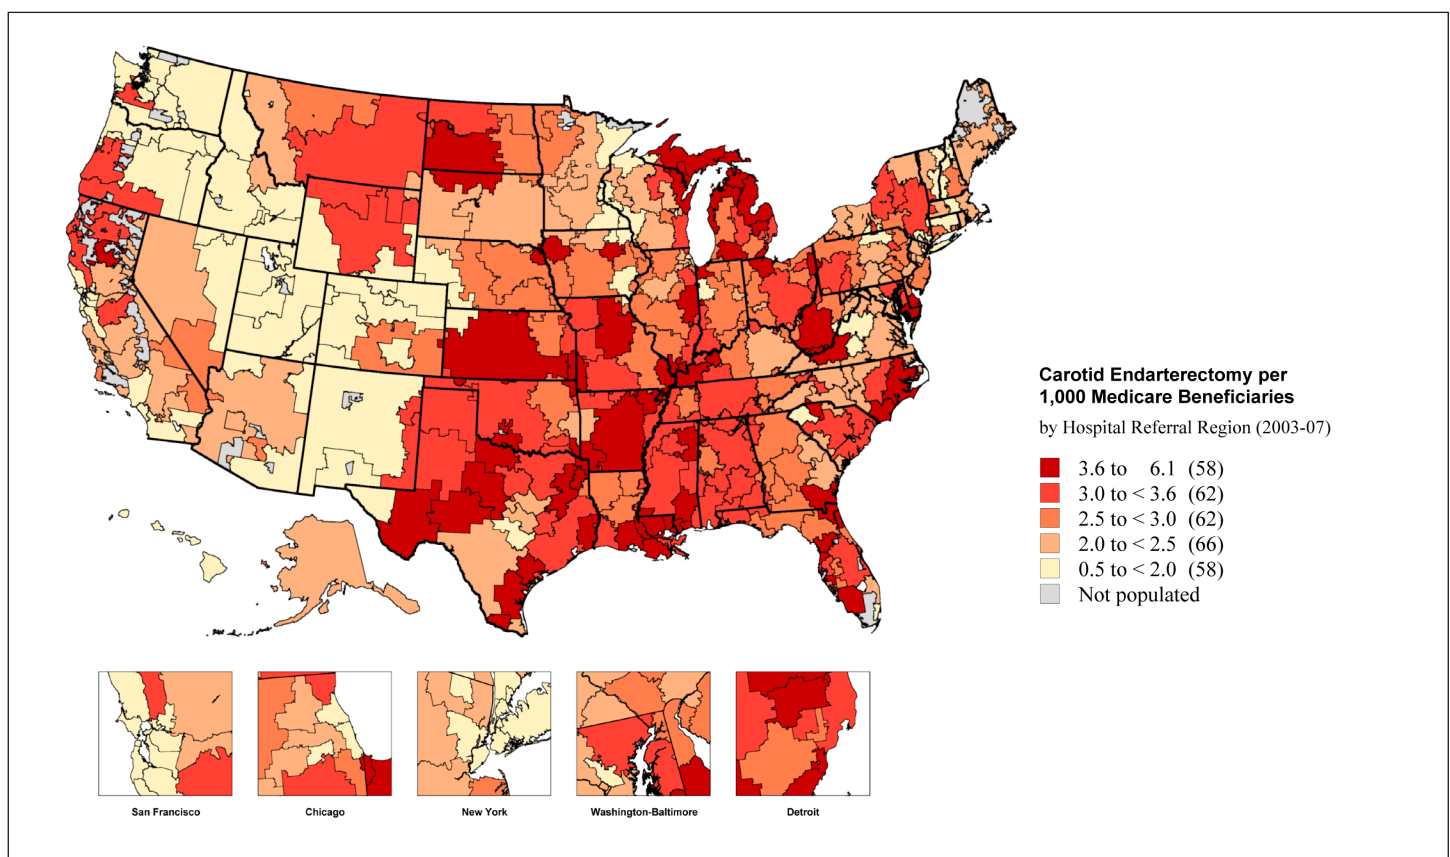 Carotid Endarterectomy per
1,000 Medicare Beneficiaries
by Hospital Referral Region (2003-07)
3.6 to 6.1 (58)
3.0 to < 3.6 (62)
2.5 to < 3.0 (62)
2.0 to < 2.5 (66)
0.5 to < 2.0 (58)
Not populated
San Francisco
Chicago
New York
Washington-Baltimore
Detroit